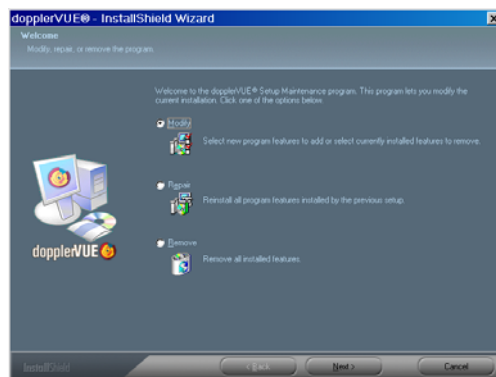 dopplerVUE® - InstallShield Wizard
Welcome
Modify, repair, or remove the program.
Welcome to the dopplerVUE® Setup Maintenance program. This program lets you modify the
current installation. Click one of the options below.
Modify
Select new program features to add or select currently installed features to remove.
Repair
Reinstall all program features installed by the previous setup.
Remove
Remove all installed features.
dopplerVUE
InstallShield
< Back
Next >
Cancel